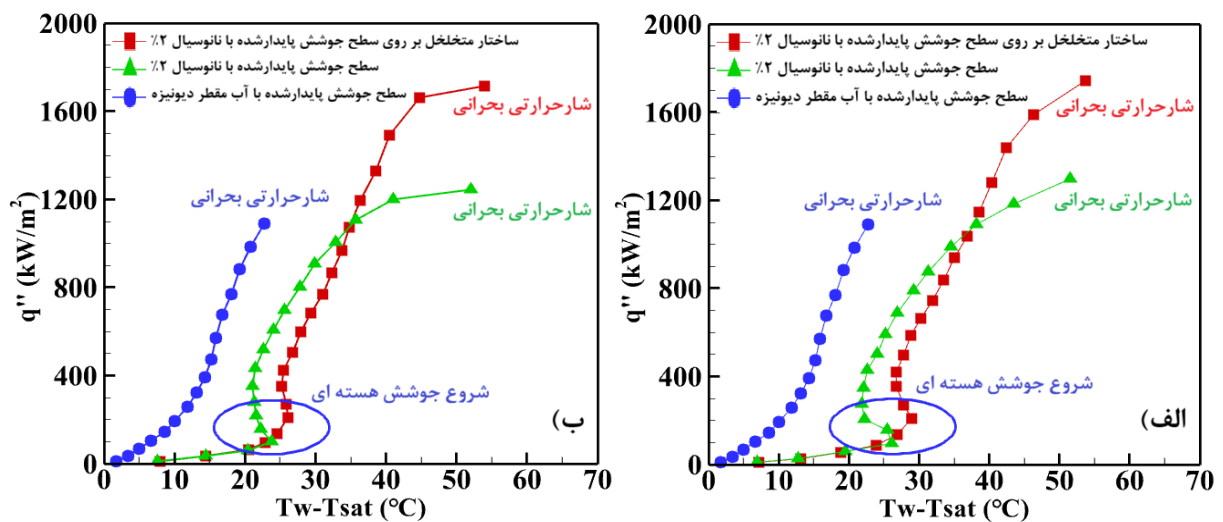 2000
1600
1200
800
400
0
q'' (kW/m²)
ساختار متخلخل بر روی سطح جوشش پایدارشده با نانوسیال ۲٪
سطح جوشش پایدارشده با نانوسیال ۲٪
سطح جوشش پایدارشده با آب مقطر دیونیزه
شارحرارتی بحرانی
شارحرارتی بحرانی
شارحرارتی بحرانی
شروع جوشش هسته ای
الف)
0 10 20 30 40 50 60 70
Tw-Tsat (°C)
2000
1600
1200
800
400
0
q'' (kW/m²)
ساختار متخلخل بر روی سطح جوشش پایدارشده با نانوسیال ۲٪
سطح جوشش پایدارشده با نانوسیال ۲٪
سطح جوشش پایدارشده با آب مقطر دیونیزه
شارحرارتی بحرانی
شارحرارتی بحرانی
شارحرارتی بحرانی
شروع جوشش هسته ای
ب)
0 10 20 30 40 50 60 70
Tw-Tsat (°C)